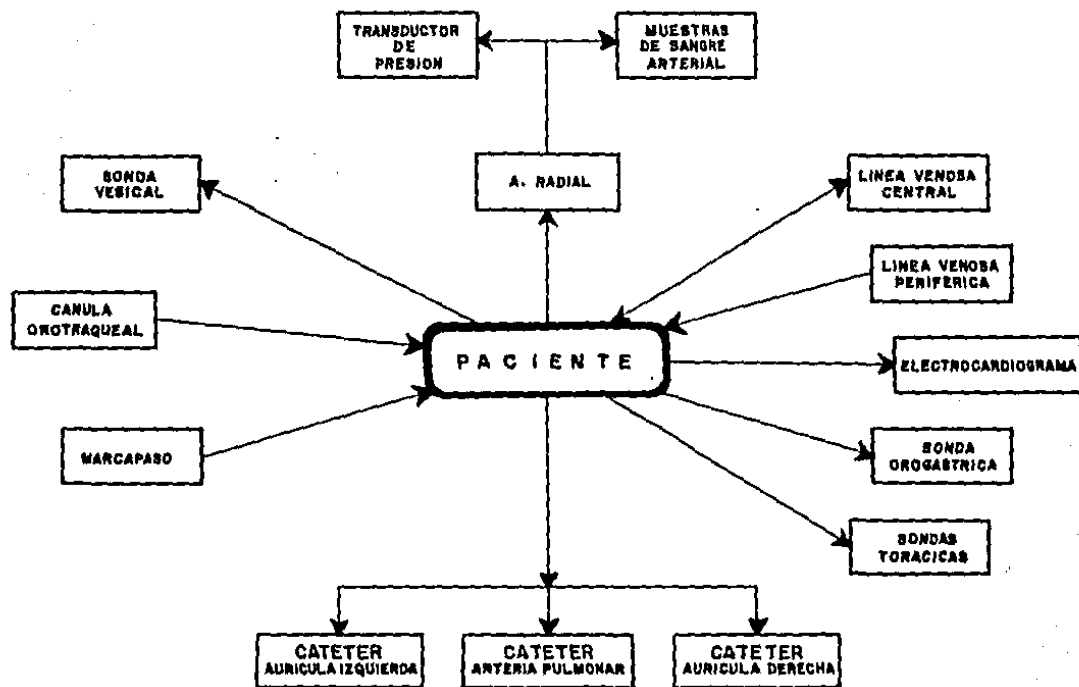 TRANSDUCTOR
DE
PRESION
MUESTRAS
DE SANGRE
ARTERIAL
SONDA
VESICAL
A. RADIAL
LINEA VENOSA
CENTRAL
LINEA VENOSA
PERIFÉRICA
CANULA
OROTRAQUEAL
PACIENTE
ELECTROCARDIOGRAMA
MARCAPASO
SONDA
OROGASTRICA
SONDAS
TORACICAS
CATETER
AURICULA IZQUIERDA
CATETER
ARTERIA PULMONAR
CATETER
AURICULA DERECHA